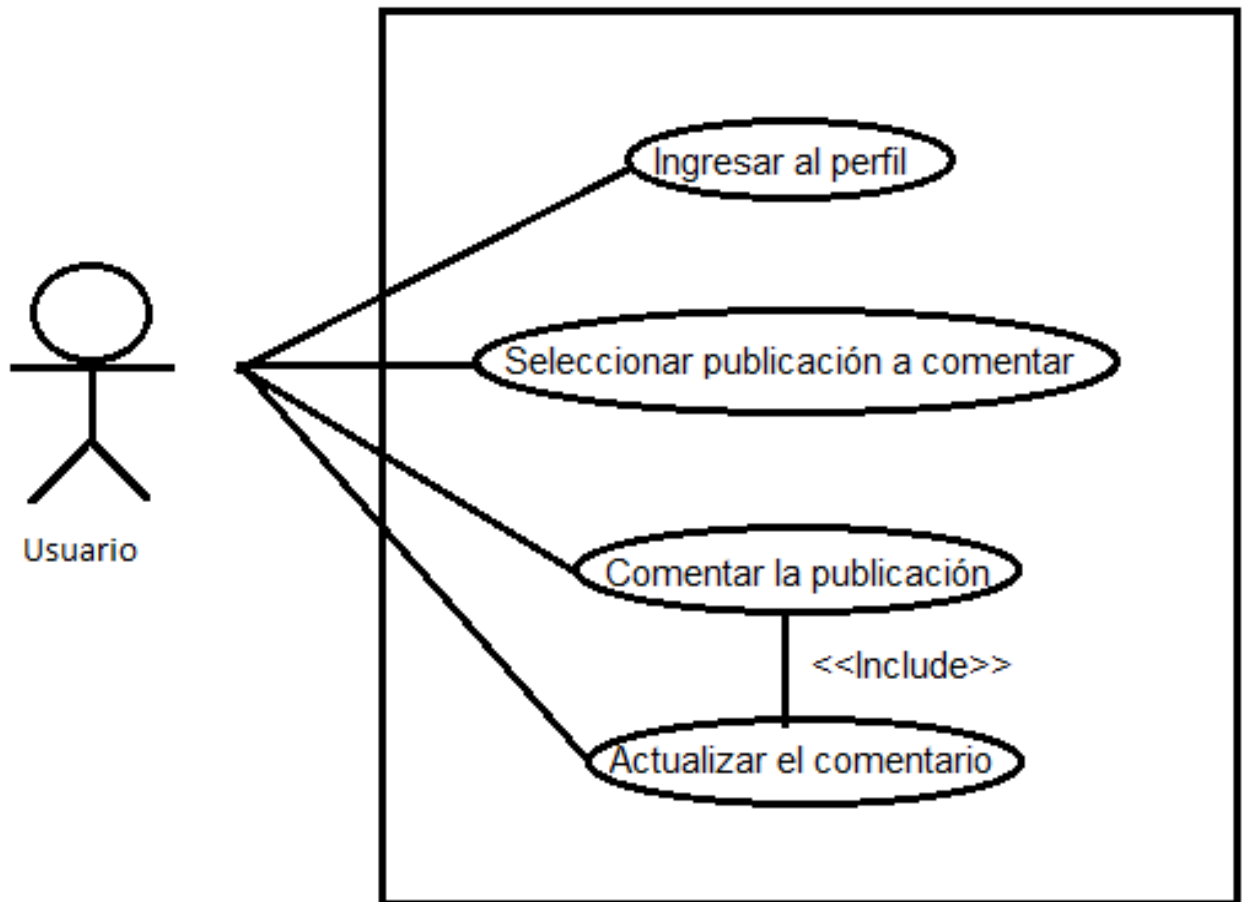 Ingresar al perfil
Seleccionar publicación a comentar
Usuario
Comentar la publicación
<<Include>>
Actualizar el comentario